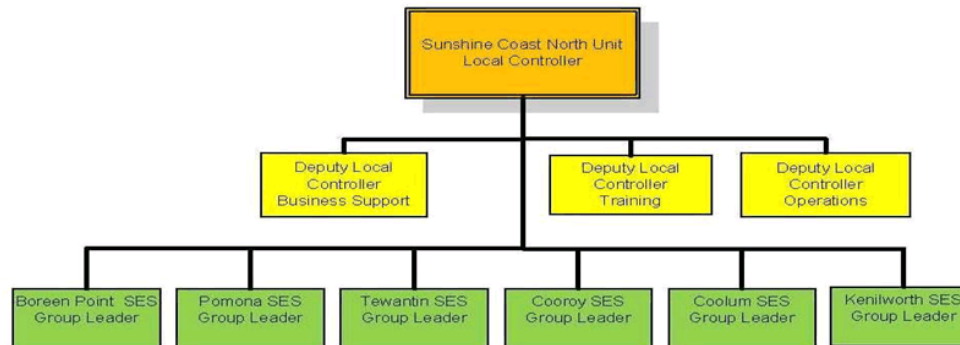 Sunshine Coast North Unit
Local Controller
Deputy Local
Controller
Business Support
Deputy Local
Controller
Training
Deputy Local
Controller
Operations
Boreen Point SES
Group Leader
Pomona SES
Group Leader
Tewantin SES
Group Leader
Cooroy SES
Group Leader
Coolum SES
Group Leader
Kenilworth SES
Group Leader